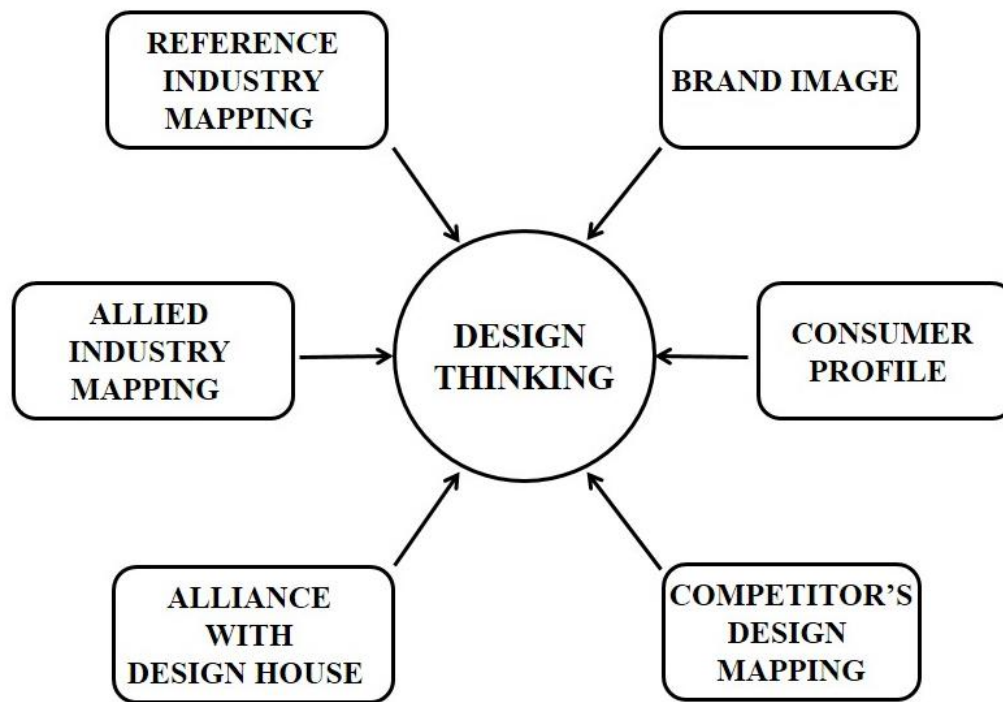 REFERENCE
INDUSTRY
MAPPING
BRAND IMAGE
ALLIED
INDUSTRY
MAPPING
DESIGN
THINKING
CONSUMER
PROFILE
ALLIANCE
WITH
DESIGN HOUSE
COMPETITOR’S
DESIGN
MAPPING